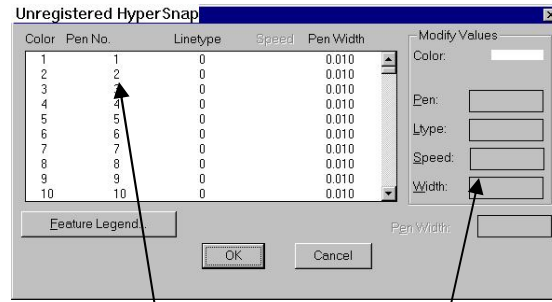 Unregistered HyperSnap
Color Pen No. Linetype Speed Pen Width
1 1 0 0.010
2 2 0 0.010
3 3 0 0.010
4 4 0 0.010
5 5 0 0.010
6 6 0 0.010
7 7 0 0.010
8 8 0 0.010
9 9 0 0.010
10 10 0 0.010
Modify Values
Color:
Pen:
Ltype:
Speed:
Width:
Feature Legend...
Pen Width:
OK Cancel